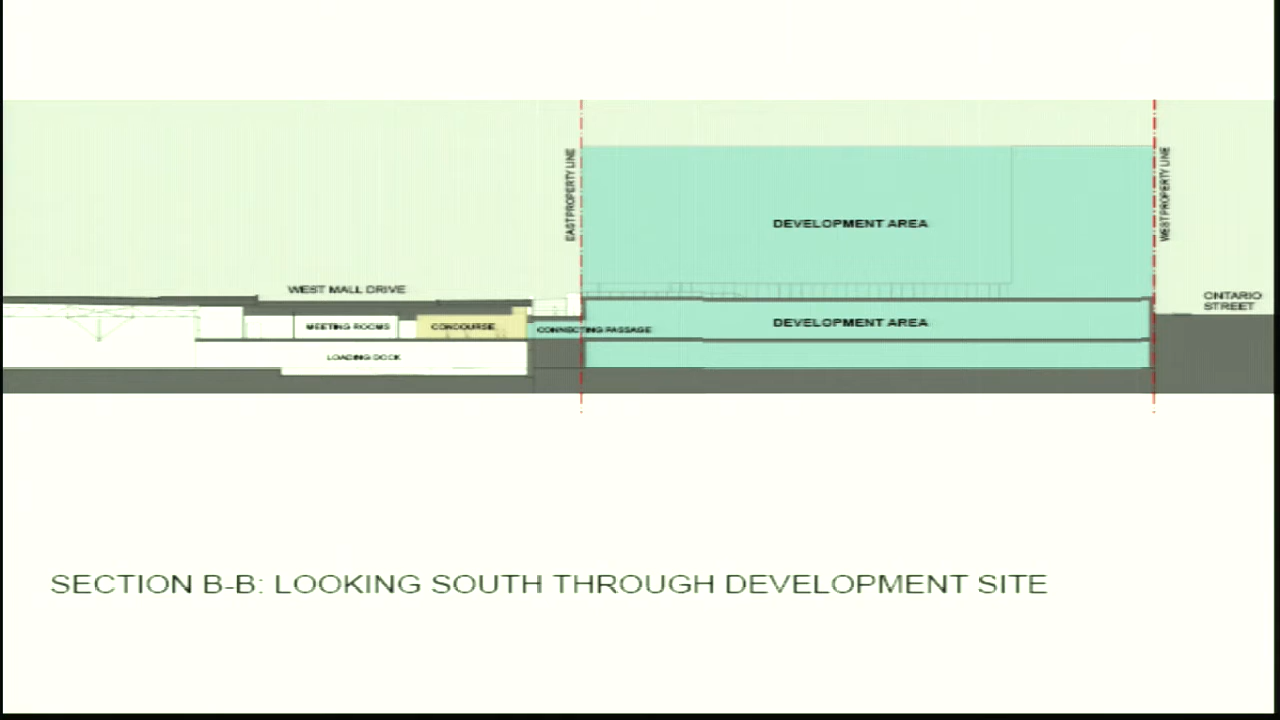 EAST PROPERTY LINE
WEST PROPERTY LINE
DEVELOPMENT AREA
WEST MALL DRIVE
ONTARIO
STREET
MEETING ROOMS
CONCOURSE
CONNECTING PASSAGE
DEVELOPMENT AREA
LOADING DOCK
SECTION B-B: LOOKING SOUTH THROUGH DEVELOPMENT SITE